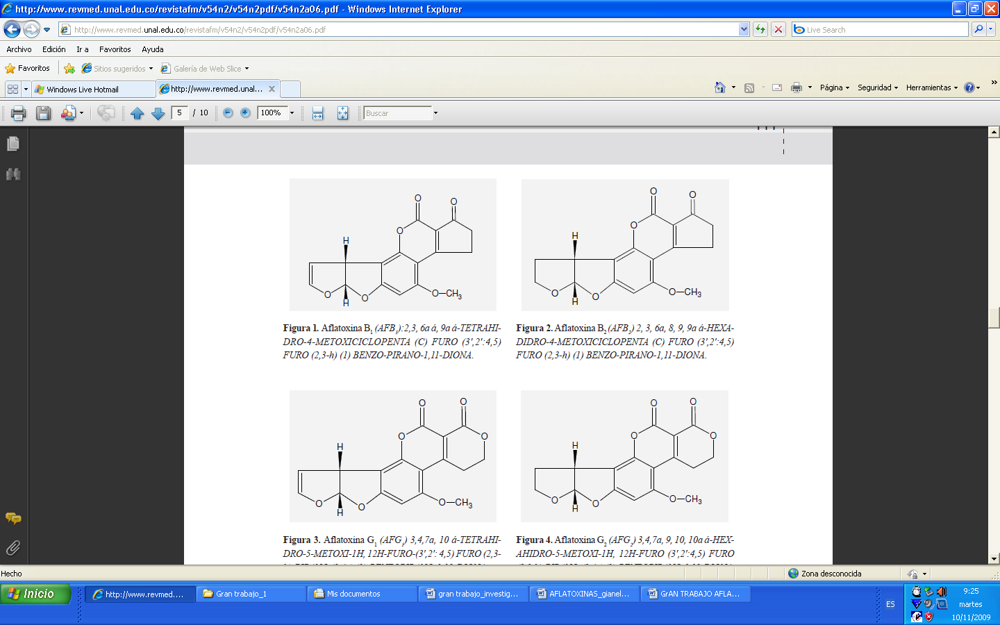 http://www.revmed.unal.edu.co/revistafm/v54n2/v54n2pdf/v54n2a06.pdf - Windows Internet Explorer
http://www.revmed.unal.edu.co/revistafm/v54n2/v54n2pdf/v54n2a06.pdf
Live Search
Archivo Edición Ir a Favoritos Ayuda
Favoritos Sitios sugeridos Galería de Web Slice
Windows Live Hotmail http://www.revmed.unal... Página Seguridad Herramientas
5 / 10 100% Buscar
O O O H O H O O—CH3
O O O H O H O O—CH3
Figura 1. Aflatoxina B1 (AFB1):2,3, 6a á, 9a á-TETRAHI-
DRO-4-METOXICICLOPENTA (C) FURO (3',2':4,5)
FURO (2,3-h) (1) BENZO-PIRANO-1,11-DIONA.
Figura 2. Aflatoxina B2 (AFB2) 2, 3, 6a, 8, 9, 9a á-HEXA-
DIDRO-4-METOXICICLOPENTA (C) FURO (3',2':4,5)
FURO (2,3-h) (1) BENZO-PIRANO-1,11-DIONA.
O O O O H O H O O—CH3
O O O O H O H O O—CH3
Figura 3. Aflatoxina G1 (AFG1) 3,4,7a, 10 á-TETRAHI-
DRO-5-METOXI-1H, 12H-FURO-(3',2': 4,5) FURO (2,3-
Figura 4. Aflatoxina G2 (AFG2) 3,4,7a, 9, 10, 10a á-HEX-
AHIDRO-5-METOXI-1H, 12H-FURO (3',2':4,5) FURO
Hecho Zona desconocida
Inicio http://www.revmed.... Gran trabajo_1 Mis documentos gran trabajo_investig... AFLATOXINAS_gianel... GrAN TRABAJO AFLA... ES 9:25
martes
10/11/2009